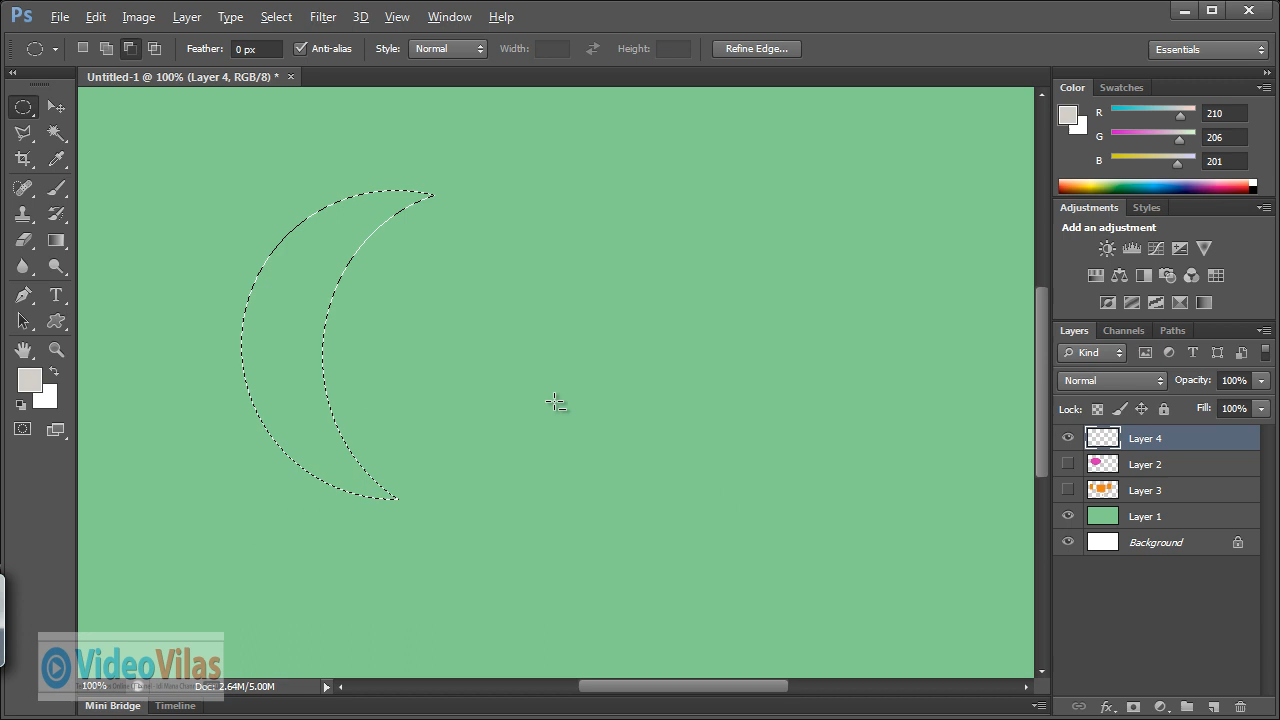 Ps File Edit Image Layer Type Select Filter 3D View Window Help
Feather: 0 px Anti-alias Style: Normal Width: Height: Refine Edge... Essentials
Untitled-1 @ 100% (Layer 4, RGB/8) * ×
Color Swatches
R 210
G 206
B 201
Adjustments Styles
Add an adjustment
Layers Channels Paths
Kind
Normal Opacity: 100%
Lock: Fill: 100%
Layer 4
Layer 2
Layer 3
Layer 1
Background
VideoVilas
100% Doc: 2.64M/5.00M
Mini Bridge Timeline